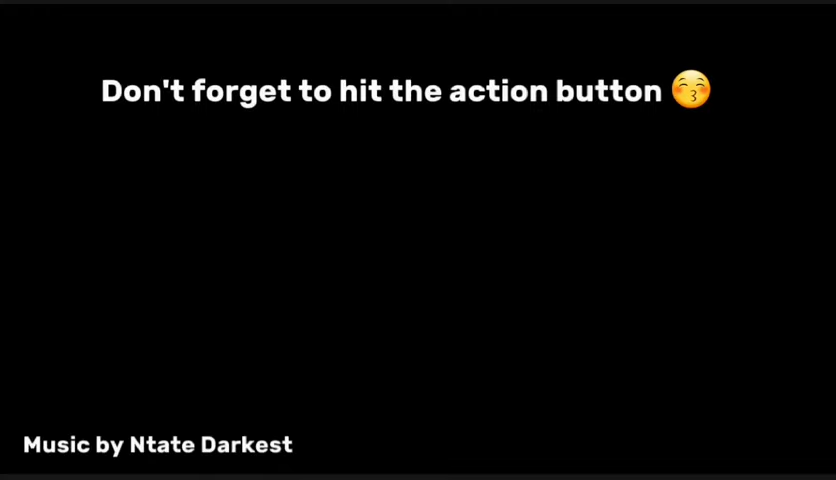 Don't forget to hit the action button 😚
Music by Ntate Darkest